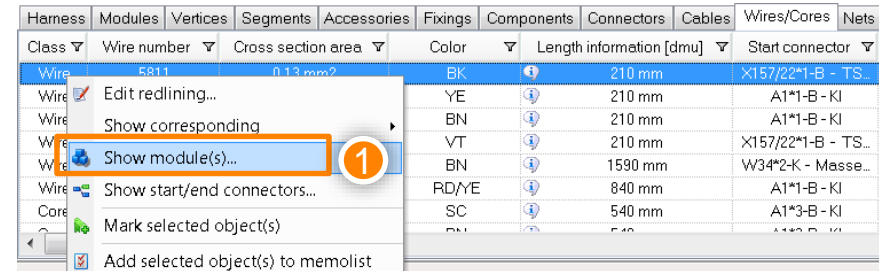 Harness Modules Vertices Segments Accessories Fixings Components Connectors Cables Wires/Cores Nets
Class Wire number Cross section area Color Length information [dmu] Start connector
Wire 5811 0.13 mm2 BK 210 mm X157/22*1-B - TS...
Wire Edit redlining... YE 210 mm A1*1-B - KI
Wire Show corresponding BN 210 mm A1*1-B - KI
VT 210 mm X157/22*1-B - TS...
Show module(s)... 1 BN 1590 mm W34*2-K - Masse...
Wire Show start/end connectors... RD/YE 840 mm A1*1-B - KI
Core SC 540 mm A1*3-B - KI
Mark selected object(s)
Add selected object(s) to memolist